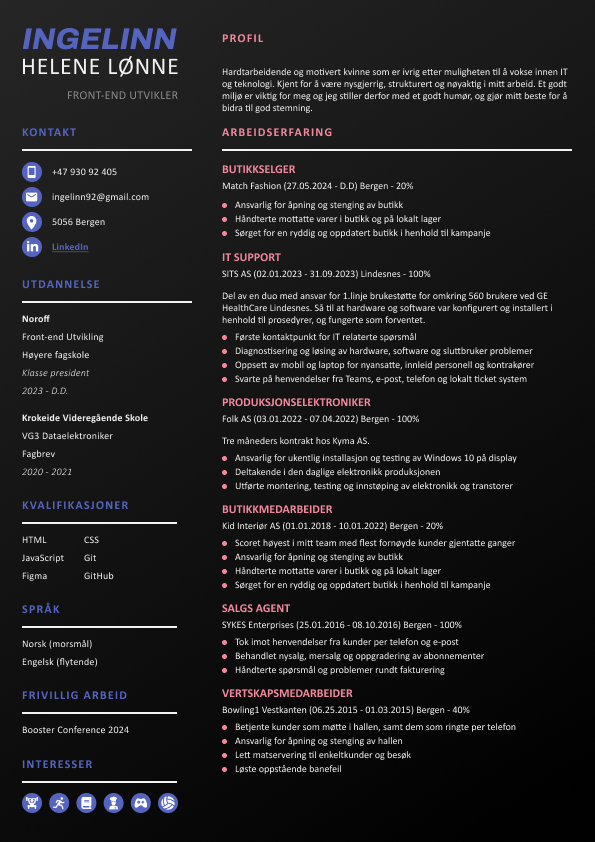 INGELINN
HELENE LØNNE
FRONT-END UTVIKLER
KONTAKT
+47 930 92 405
ingelinn92@gmail.com
5056 Bergen
LinkedIn
UTDANNELSE
Noroff
Front-end Utvikling
Høyere fagskole
Klasse president
2023 - D.D.
Krokeide Videregående Skole
VG3 Dataelektroniker
Fagbrev
2020 - 2021
KVALIFIKASJONER
HTML CSS
JavaScript Git
Figma GitHub
SPRÅK
Norsk (morsmål)
Engelsk (flytende)
FRIVILLIG ARBEID
Booster Conference 2024
INTERESSER
PROFIL
Hardtarbeidende og motivert kvinne som er ivrig etter muligheten til å vokse innen IT
og teknologi. Kjent for å være nysgjerrig, strukturert og nøyaktig i mitt arbeid. Et godt
miljø er viktig for meg og jeg stiller derfor med et godt humør, og gjør mitt beste for å
bidra til god stemning.
ARBEIDSERFARING
BUTIKKSELGER
Match Fashion (27.05.2024 - D.D) Bergen - 20%
Ansvarlig for åpning og stenging av butikk
Håndterte mottatte varer i butikk og på lokalt lager
Sørget for en ryddig og oppdatert butikk i henhold til kampanje
IT SUPPORT
SITS AS (02.01.2023 - 31.09.2023) Lindesnes - 100%
Del av en duo med ansvar for 1.linje brukestøtte for omkring 560 brukere ved GE
HealthCare Lindesnes. Så til at hardware og software var konfigurert og installert i
henhold til prosedyrer, og fungerte som forventet.
Første kontaktpunkt for IT relaterte spørsmål
Diagnostisering og løsing av hardware, software og sluttbruker problemer
Oppsett av mobil og laptop for nyansatte, innleid personell og kontrakører
Svarte på henvendelser fra Teams, e-post, telefon og lokalt ticket system
PRODUKSJONSELEKTRONIKER
Folk AS (03.01.2022 - 07.04.2022) Bergen - 100%
Tre måneders kontrakt hos Kyma AS.
Ansvarlig for ukentlig installasjon og testing av Windows 10 på display
Deltakende i den daglige elektronikk produksjonen
Utførte montering, testing og innstøping av elektronikk og transtorer
BUTIKKMEDARBEIDER
Kid Interiør AS (01.01.2018 - 10.01.2022) Bergen - 20%
Scoret høyest i mitt team med flest fornøyde kunder gjentatte ganger
Ansvarlig for åpning og stenging av butikk
Håndterte mottatte varer i butikk og på lokalt lager
Sørget for en ryddig og oppdatert butikk i henhold til kampanje
SALGS AGENT
SYKES Enterprises (25.01.2016 - 08.10.2016) Bergen - 100%
Tok imot henvendelser fra kunder per telefon og e-post
Behandlet nysalg, mersalg og oppgradering av abonnementer
Håndterte spørsmål og problemer rundt fakturering
VERTSKAPSMEDARBEIDER
Bowling1 Vestkanten (06.25.2015 - 01.03.2015) Bergen - 40%
Betjente kunder som møtte i hallen, samt dem som ringte per telefon
Ansvarlig for åpning og stenging av hallen
Lett matservering til enkeltkunder og besøk
Løste oppstående banefeil